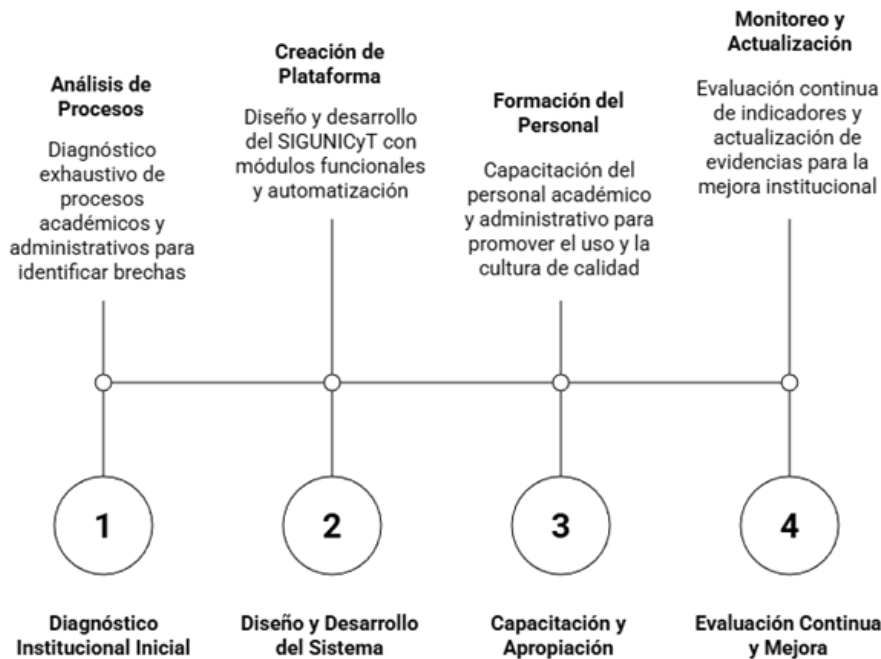 Análisis de
Procesos
Diagnóstico
exhaustivo de
procesos
académicos y
administrativos para
identificar brechas
Creación de
Plataforma
Diseño y desarrollo
del SIGUNICyT con
módulos funcionales
y automatización
Formación del
Personal
Capacitación del
personal académico
y administrativo para
promover el uso y la
cultura de calidad
Monitoreo y
Actualización
Evaluación continua
de indicadores y
actualización de
evidencias para la
mejora institucional
1
2
3
4
Diagnóstico
Institucional Inicial
Diseño y Desarrollo
del Sistema
Capacitación y
Apropiación
Evaluación Continua
y Mejora